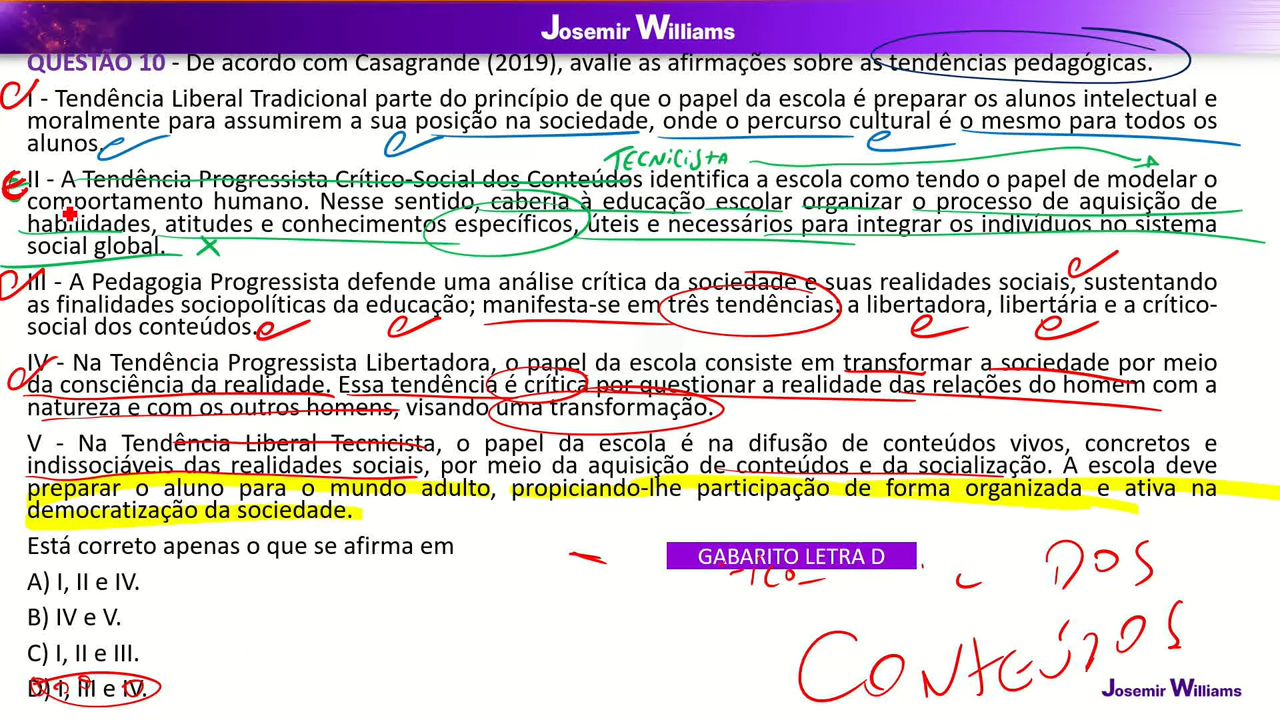 Josemir Williams
QUESTÃO 10 - De acordo com Casagrande (2019), avalie as afirmações sobre as tendências pedagógicas.
I - Tendência Liberal Tradicional parte do princípio de que o papel da escola é preparar os alunos intelectual e
moralmente para assumirem a sua posição na sociedade, onde o percurso cultural é o mesmo para todos os
alunos.
TECNICISTA
II - A Tendência Progressista Crítico-Social dos Conteúdos identifica a escola como tendo o papel de modelar o
comportamento humano. Nesse sentido, caberia à educação escolar organizar o processo de aquisição de
habilidades, atitudes e conhecimentos específicos, úteis e necessários para integrar os indivíduos no sistema
social global.
III - A Pedagogia Progressista defende uma análise crítica da sociedade e suas realidades sociais, sustentando
as finalidades sociopolíticas da educação; manifesta-se em três tendências: a libertadora, libertária e a crítico-
social dos conteúdos.
IV - Na Tendência Progressista Libertadora, o papel da escola consiste em transformar a sociedade por meio
da consciência da realidade. Essa tendência é crítica por questionar a realidade das relações do homem com a
natureza e com os outros homens, visando uma transformação.
V - Na Tendência Liberal Tecnicista, o papel da escola é na difusão de conteúdos vivos, concretos e
indissociáveis das realidades sociais, por meio da aquisição de conteúdos e da socialização. A escola deve
preparar o aluno para o mundo adulto, propiciando-lhe participação de forma organizada e ativa na
democratização da sociedade.
Está correto apenas o que se afirma em
GABARITO LETRA D
DOS
A) I, II e IV.
B) IV e V.
CONTEÚDOS
C) I, II e III.
D) I, III e IV.
Josemir Williams